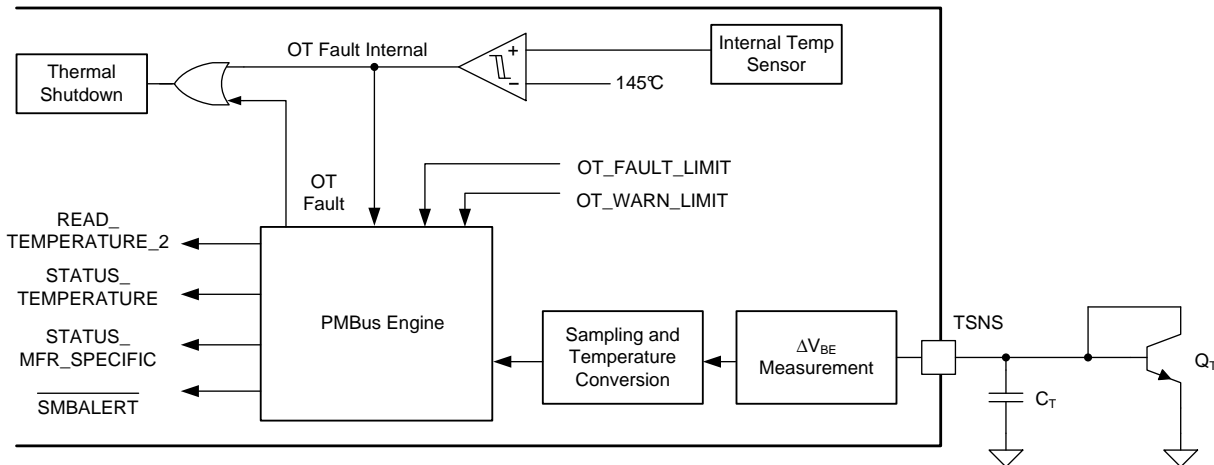 OT Fault Internal
Internal Temp
Sensor
Thermal
Shutdown
+
−
145°C
OT_FAULT_LIMIT
OT_WARN_LIMIT
OT
Fault
READ_
TEMPERATURE_2
STATUS_
TEMPERATURE
STATUS_
MFR_SPECIFIC
SMBALERT
PMBus Engine
Sampling and
Temperature
Conversion
ΔVBE
Measurement
TSNS
CT
QT